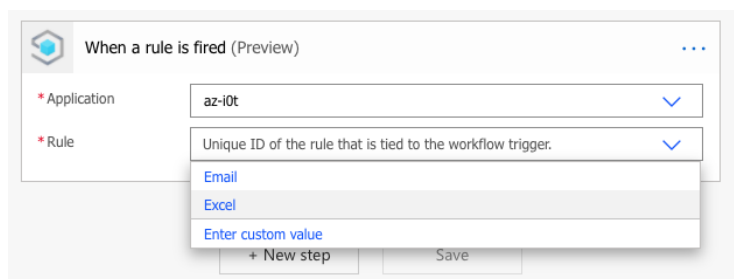 When a rule is fired (Preview)
...
* Application
az-i0t
* Rule
Unique ID of the rule that is tied to the workflow trigger.
Email
Excel
Enter custom value
+ New step
Save